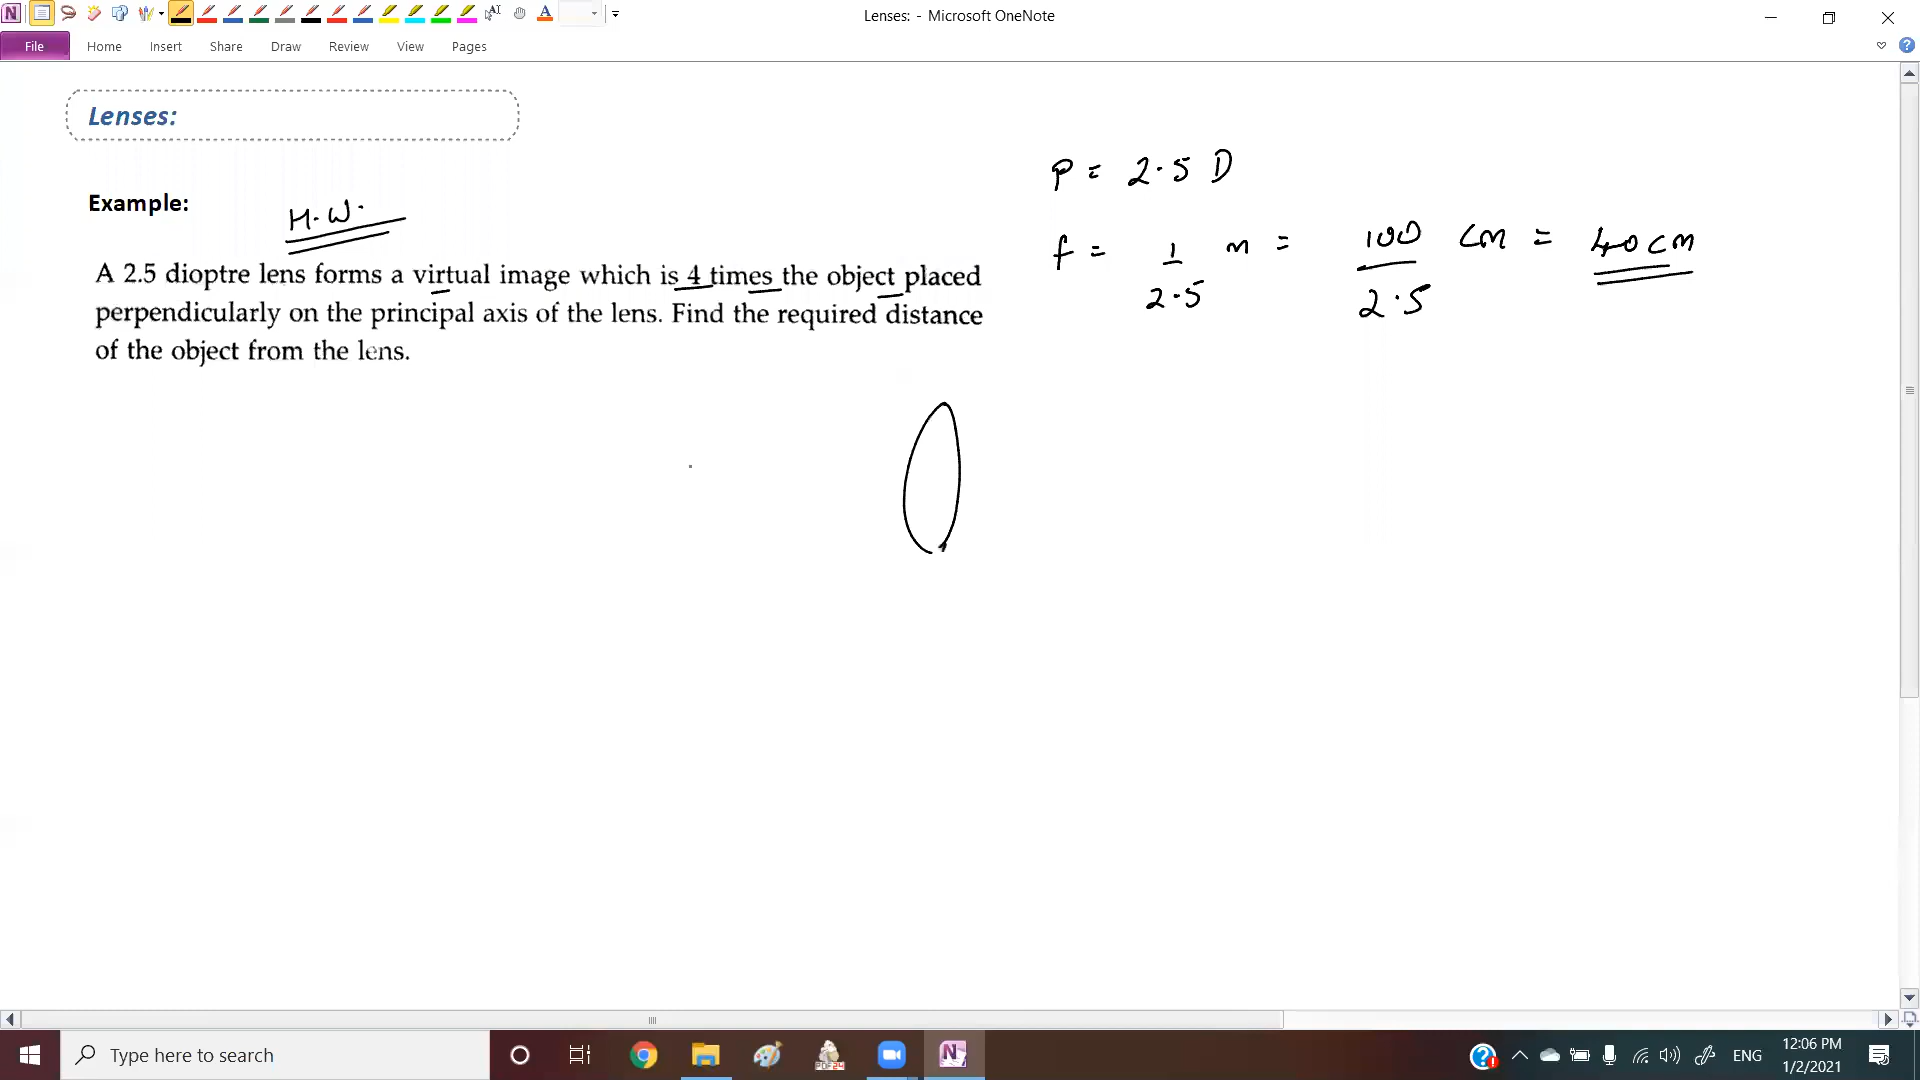 Lenses: - Microsoft OneNote
File Home Insert Share Draw Review View Pages
Lenses:
Example:
H.W.
A 2.5 dioptre lens forms a virtual image which is 4 times the object placed
perpendicularly on the principal axis of the lens. Find the required distance
of the object from the lens.
P = 2.5 D
f = 1/2.5 m = 100/2.5 cm = 40 cm
Type here to search
PDF24
ENG
12:06 PM
1/2/2021